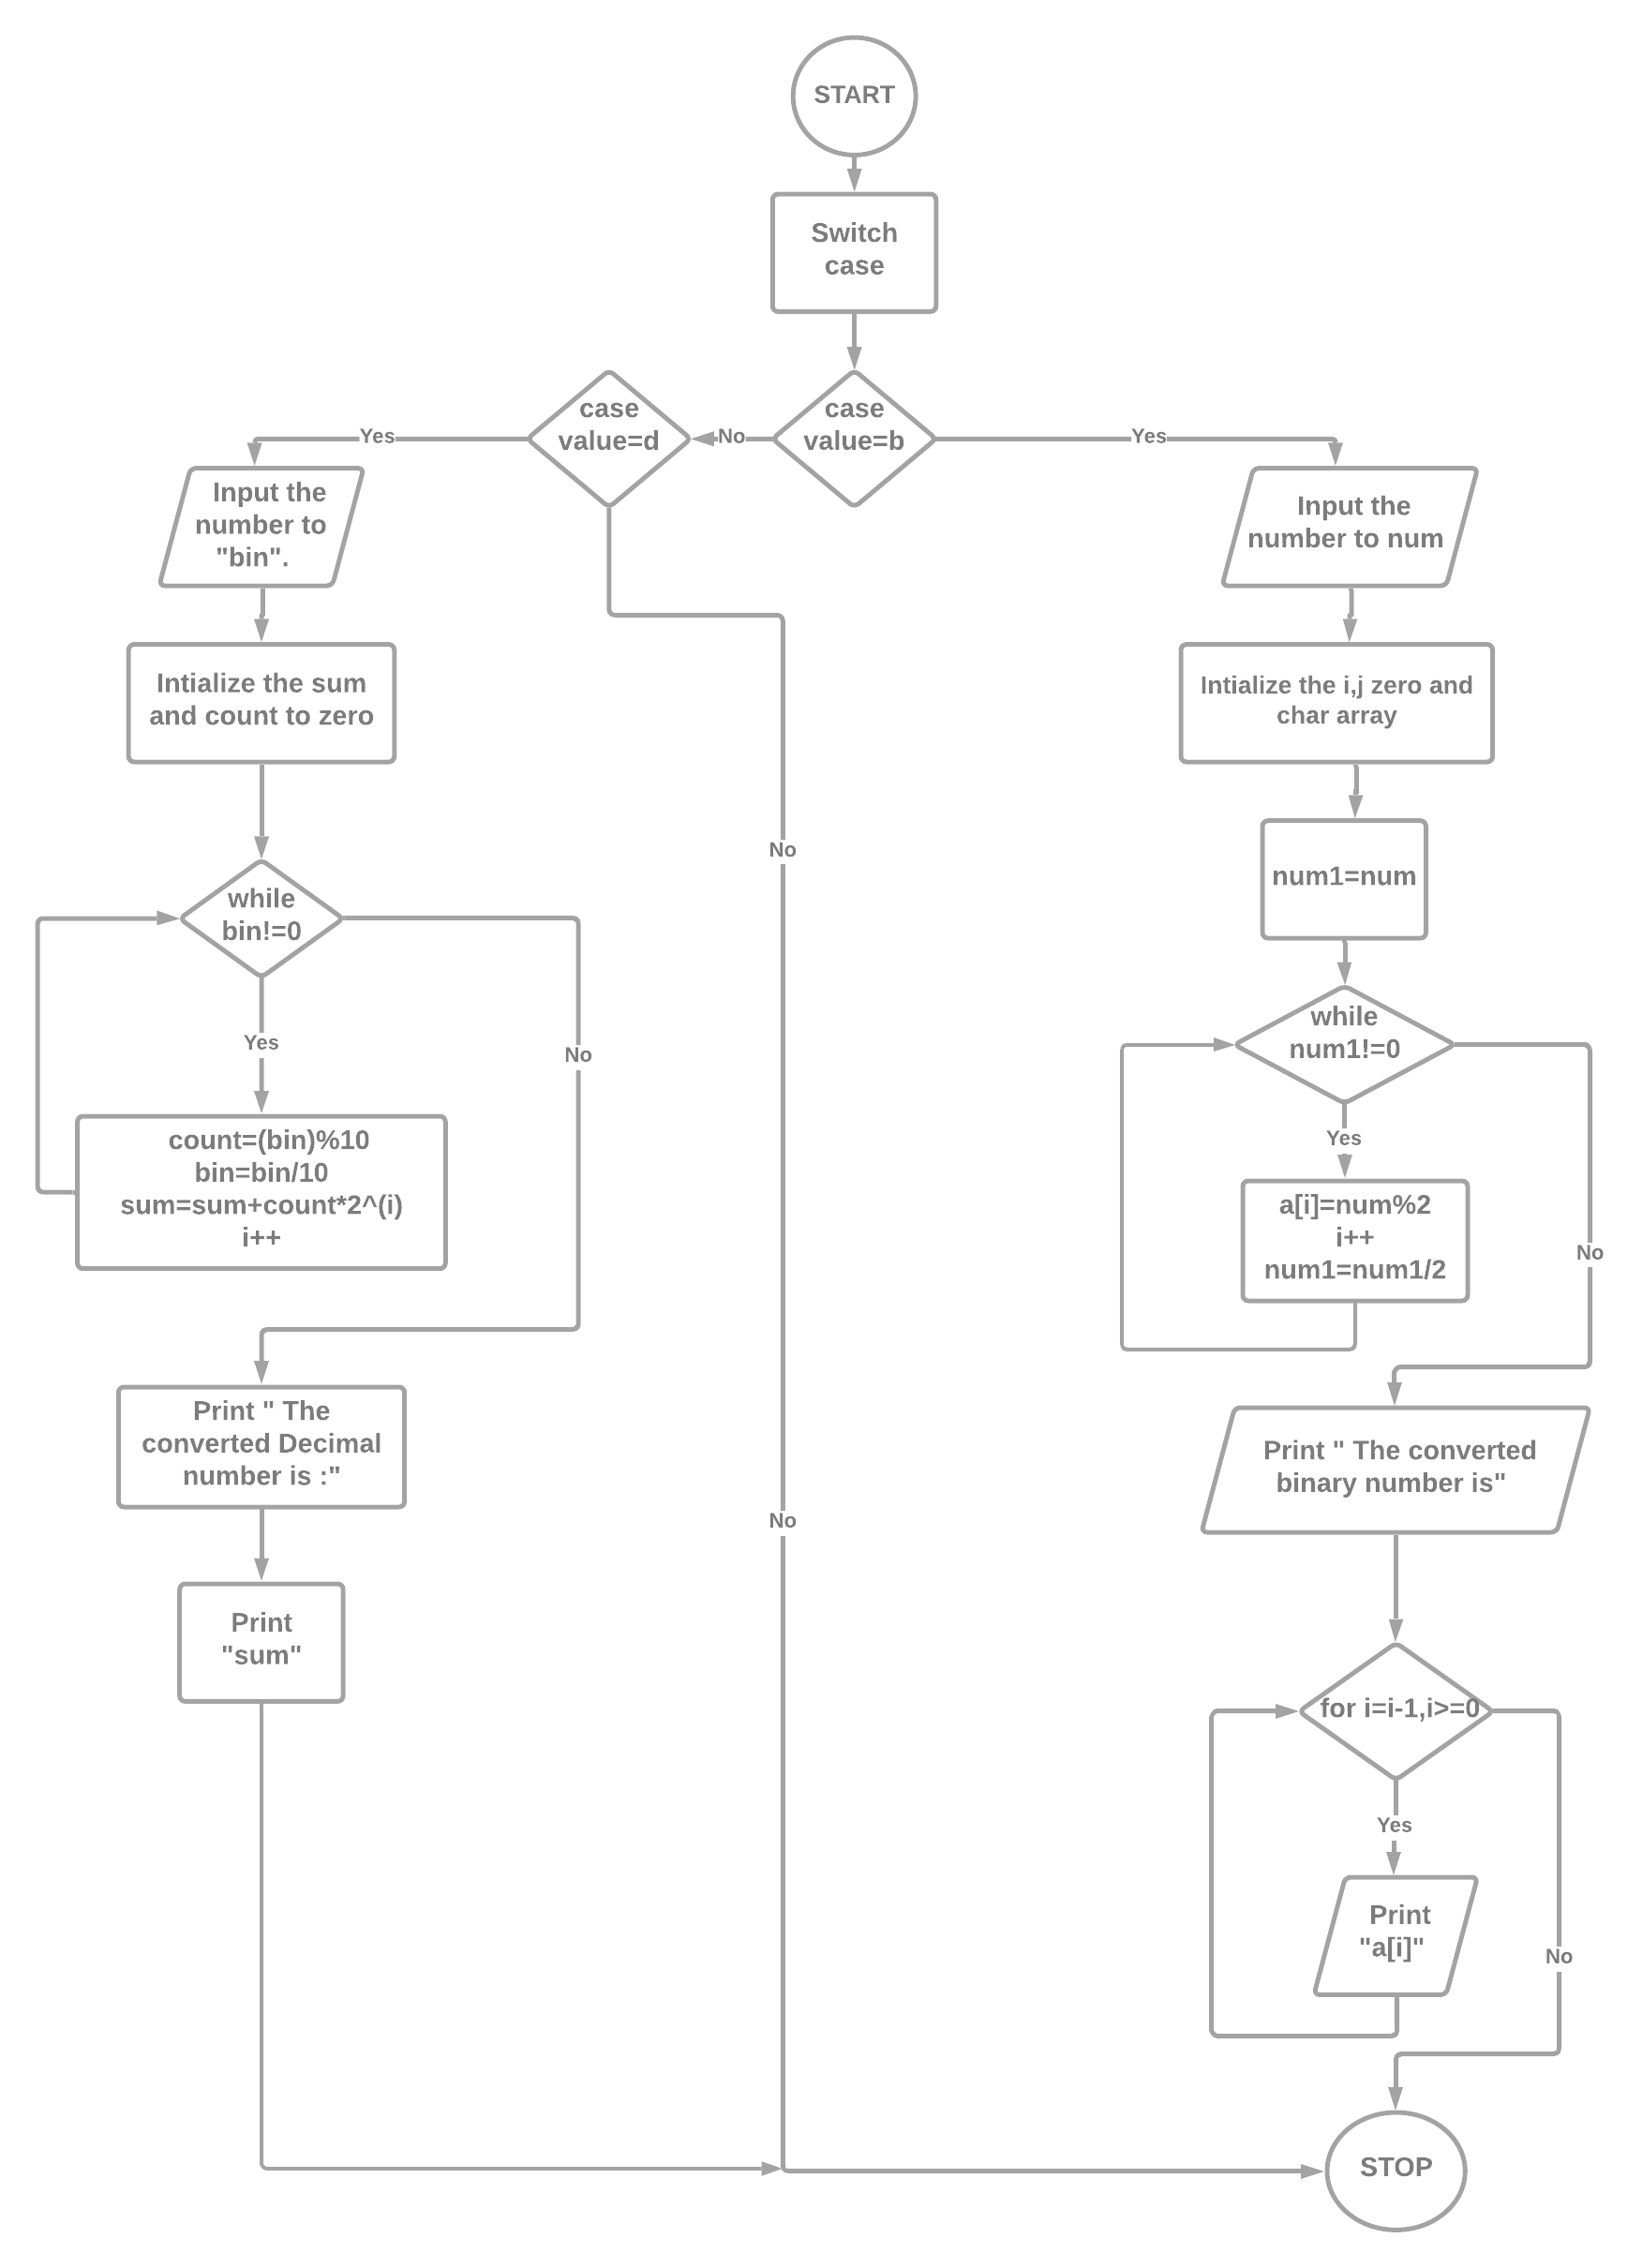 START
Switch
case
case
value=b
No
case
value=d
Yes
Yes
Input the
number to
"bin".
Intialize the sum
and count to zero
while
bin!=0
Yes
No
count=(bin)%10
bin=bin/10
sum=sum+count*2^(i)
i++
Print " The
converted Decimal
number is :"
Print
"sum"
No
No
Input the
number to num
Intialize the i,j zero and
char array
num1=num
while
num1!=0
Yes
No
a[i]=num%2
i++
num1=num1/2
Print " The converted
binary number is"
for i=i-1,i>=0
Yes
Print
"a[i]"
No
STOP